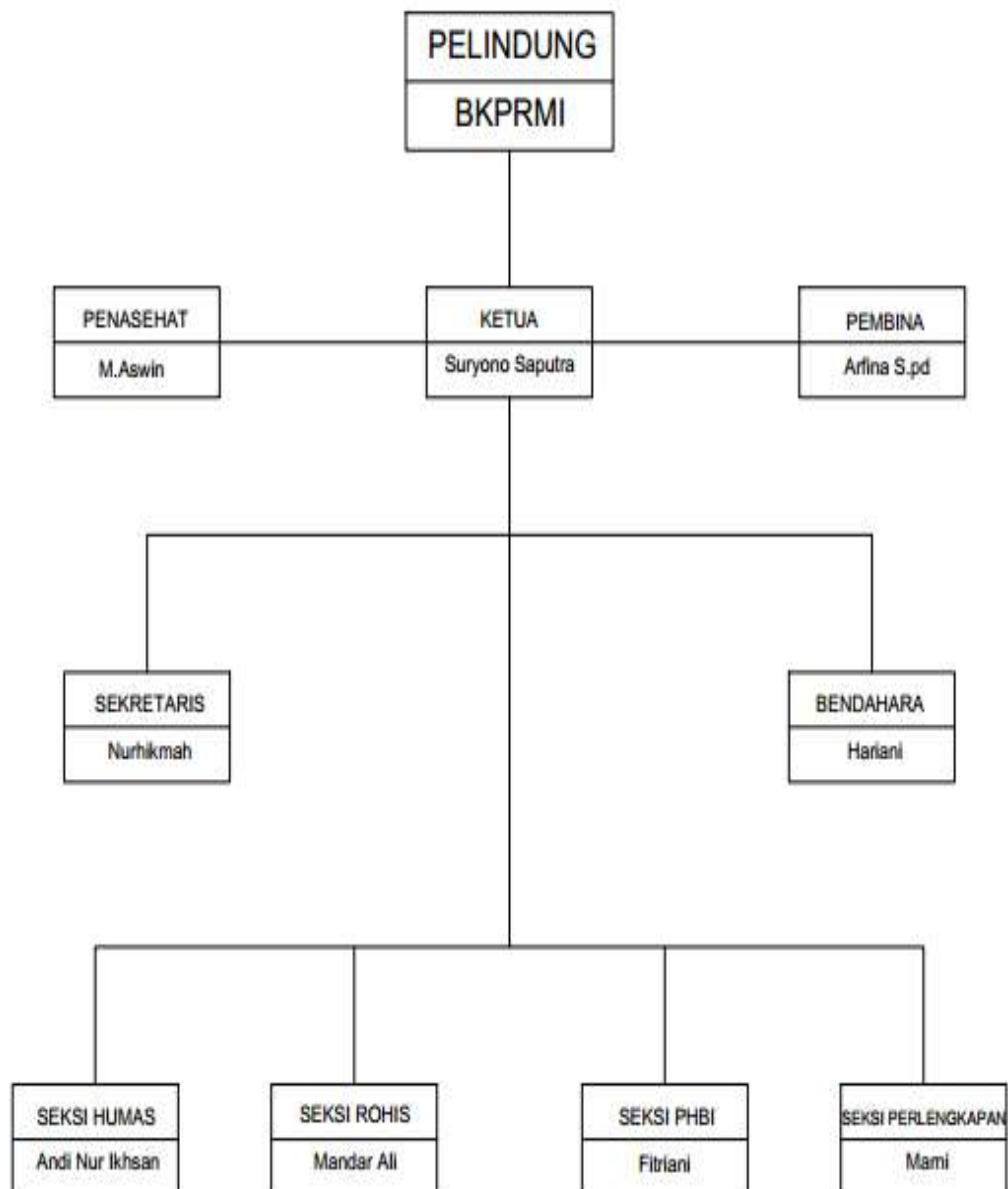 PELINDUNG
BKPRMI
PENASEHAT
M.Aswin
KETUA
Suryono Saputra
PEMBINA
Arfina S.pd
SEKRETARIS
Nurhikmah
BENDAHARA
Hariani
SEKSI HUMAS
Andi Nur Ikhsan
SEKSI ROHIS
Mandar Ali
SEKSI PHBI
Fitriani
SEKSI PERLENGKAPAN